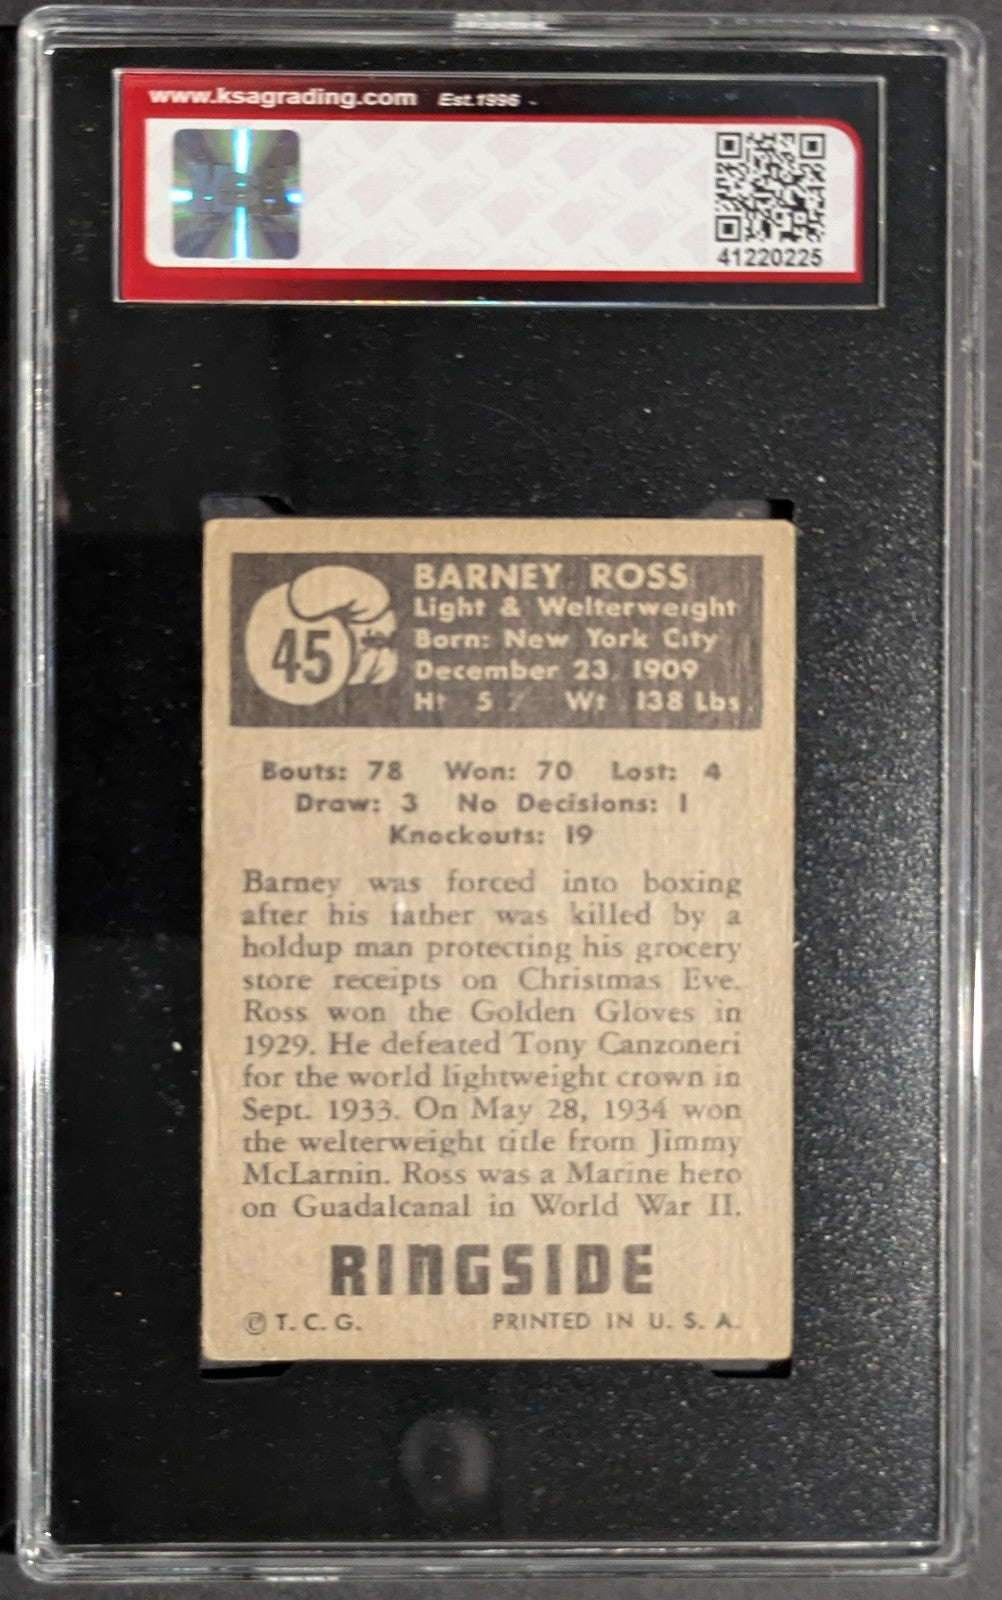 www.ksagrading.com Est.1996
41220225
45
BARNEY ROSS
Light & Welterweight
Born: New York City
December 23, 1909
Ht 5 7 Wt 138 Lbs.
Bouts: 78 Won: 70 Lost: 4
Draw: 3 No Decisions: 1
Knockouts: 19
Barney was forced into boxing
after his father was killed by a
holdup man protecting his grocery
store receipts on Christmas Eve.
Ross won the Golden Gloves in
1929. He defeated Tony Canzoneri
for the world lightweight crown in
Sept. 1933. On May 28, 1934 won
the welterweight title from Jimmy
McLarnin. Ross was a Marine hero
on Guadalcanal in World War II.
RINGSIDE
© T. C. G. PRINTED IN U. S. A.